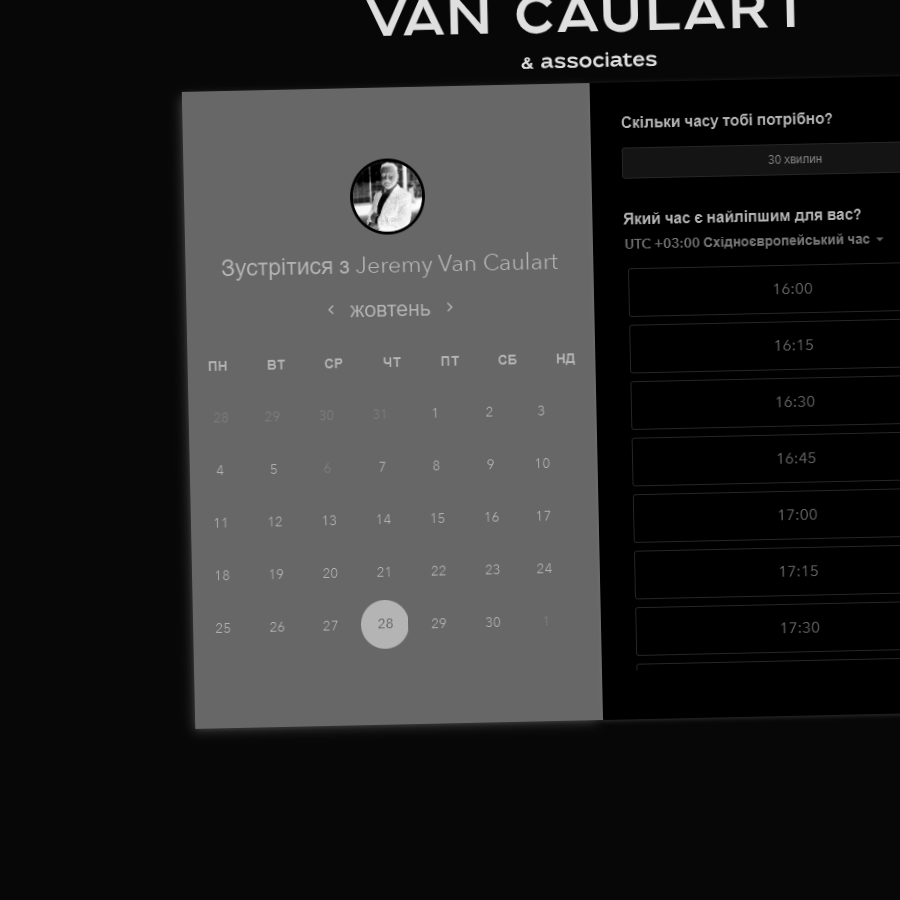 VAN CAULART
& associates
Зустрітися з Jeremy Van Caulart
жовтень
ПН ВТ СР ЧТ ПТ СБ НД
28 29 30 31 1 2 3
4 5 6 7 8 9 10
11 12 13 14 15 16 17
18 19 20 21 22 23 24
25 26 27 28 29 30 1
Скільки часу тобі потрібно?
30 хвилин
Який час є найліпшим для вас?
UTC +03:00 Східноєвропейський час
16:00
16:15
16:30
16:45
17:00
17:15
17:30